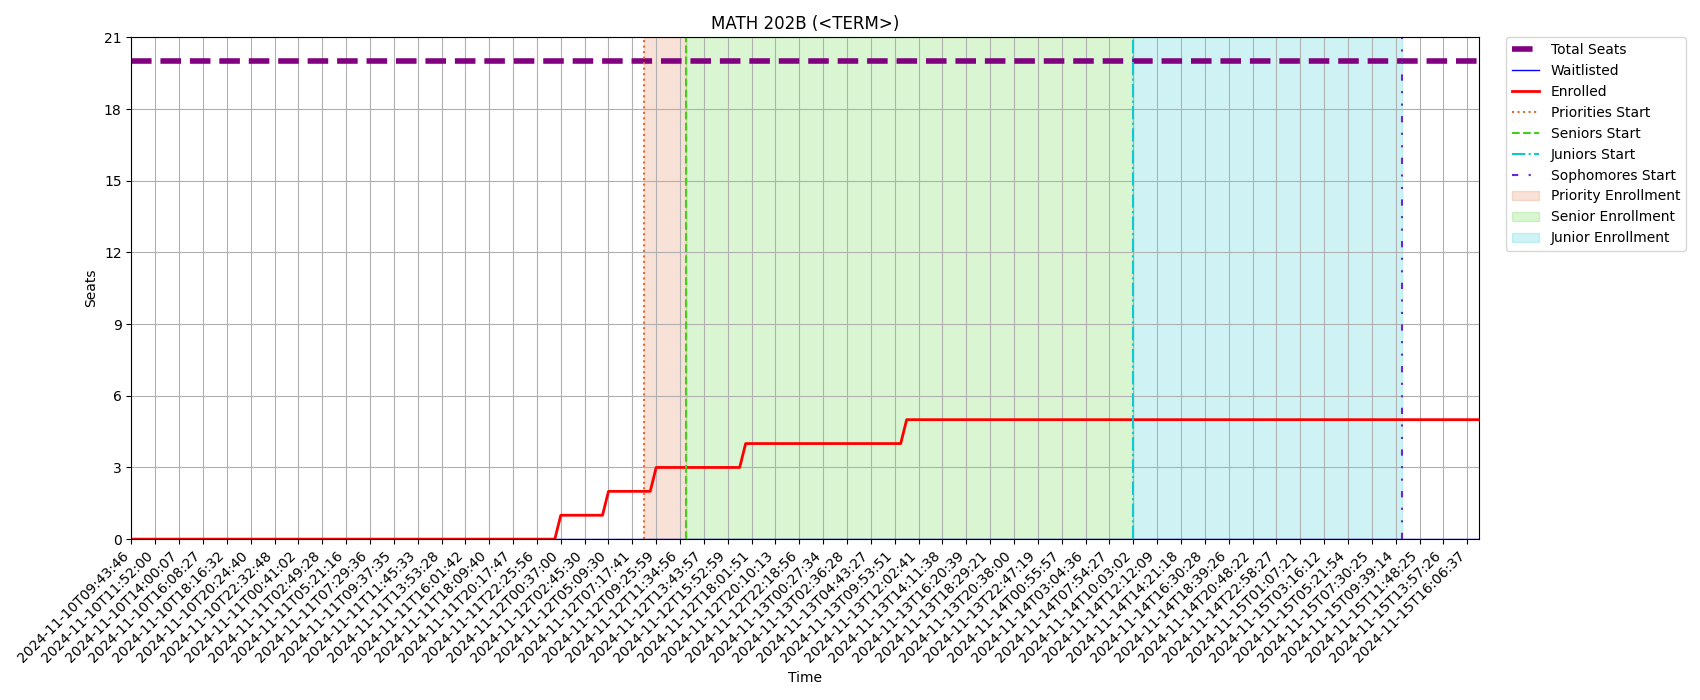 MATH 202B (<TERM>)
21
18
15
12
9
6
3
0
Seats
Total Seats
Waitlisted
Enrolled
Priorities Start
Seniors Start
Juniors Start
Sophomores Start
Priority Enrollment
Senior Enrollment
Junior Enrollment
2024-11-10T09:43:46
2024-11-10T11:52:00
2024-11-10T14:00:07
2024-11-10T16:08:27
2024-11-10T18:16:32
2024-11-10T20:24:40
2024-11-10T22:32:48
2024-11-11T00:41:02
2024-11-11T02:49:28
2024-11-11T05:21:16
2024-11-11T07:29:36
2024-11-11T09:37:35
2024-11-11T11:45:33
2024-11-11T13:53:28
2024-11-11T16:01:42
2024-11-11T18:09:40
2024-11-11T20:17:47
2024-11-11T22:25:56
2024-11-12T00:37:00
2024-11-12T02:45:30
2024-11-12T05:09:30
2024-11-12T07:17:41
2024-11-12T09:25:59
2024-11-12T11:34:56
2024-11-12T13:43:57
2024-11-12T15:52:59
2024-11-12T18:01:51
2024-11-12T20:10:13
2024-11-12T22:18:56
2024-11-13T00:27:34
2024-11-13T02:36:28
2024-11-13T04:43:27
2024-11-13T09:53:51
2024-11-13T12:02:41
2024-11-13T14:11:38
2024-11-13T16:20:39
2024-11-13T18:29:21
2024-11-13T20:38:00
2024-11-13T22:47:19
2024-11-14T00:55:57
2024-11-14T03:04:36
2024-11-14T07:54:27
2024-11-14T10:03:02
2024-11-14T12:12:09
2024-11-14T14:21:18
2024-11-14T16:30:28
2024-11-14T18:39:26
2024-11-14T20:48:22
2024-11-14T22:58:27
2024-11-15T01:07:21
2024-11-15T03:16:12
2024-11-15T05:21:54
2024-11-15T07:30:25
2024-11-15T09:39:14
2024-11-15T11:48:25
2024-11-15T13:57:26
2024-11-15T16:06:37
Time